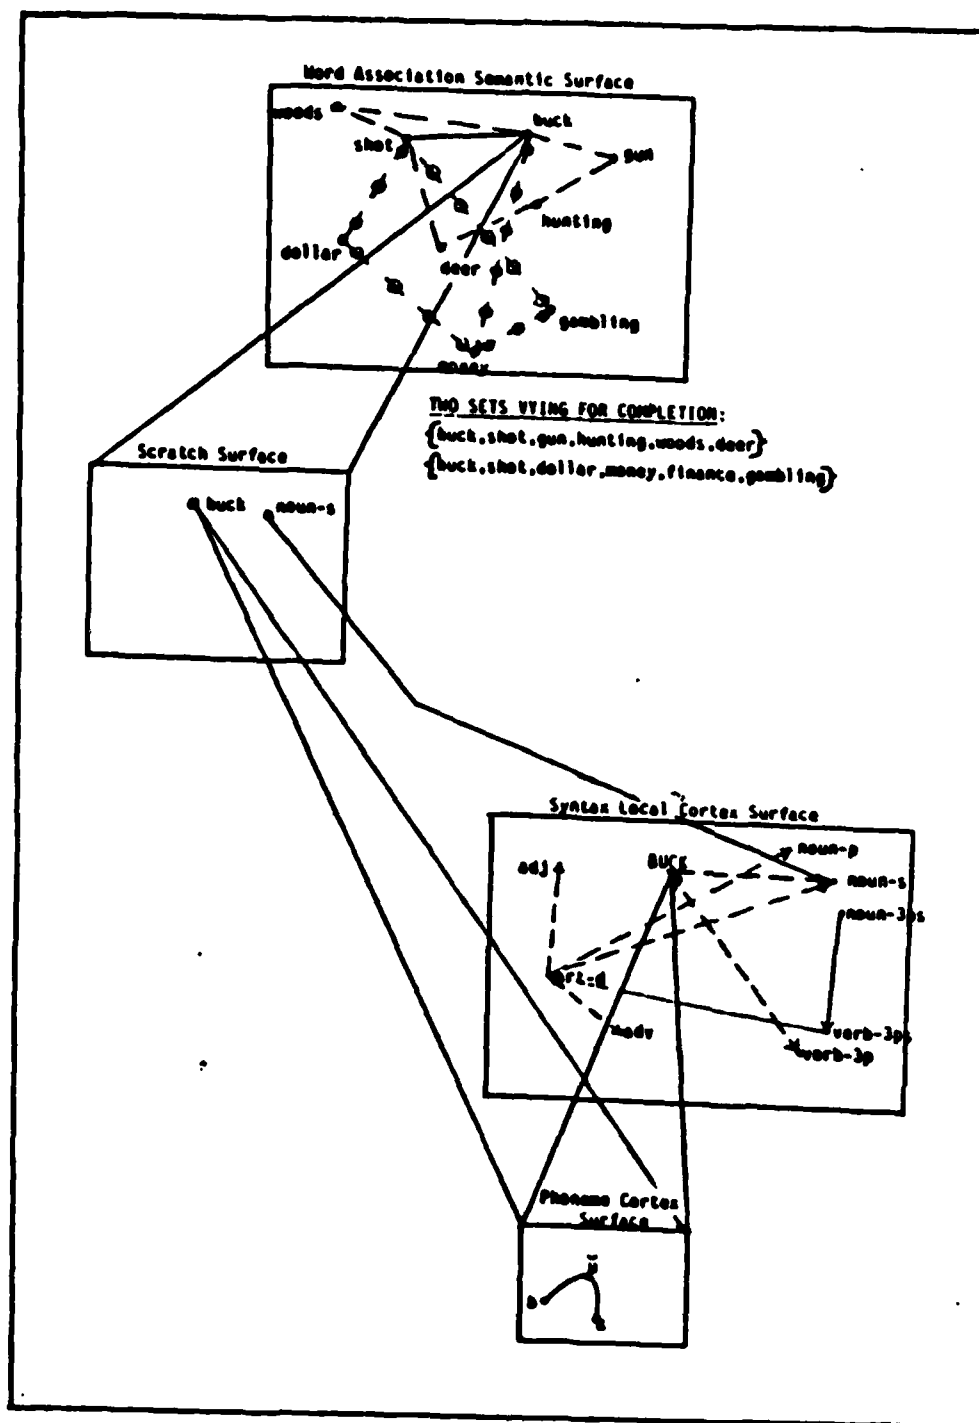 Word Association Semantic Surface
woods
buck
shot
gun
hunting
dollar
deer
gambling
money
TWO SETS VYING FOR COMPLETION:
{buck,shot,gun,hunting,woods,deer}
{buck,shot,dollar,money,finance,gambling}
Scratch Surface
buck
noun-s
Syntax Local Cortex Surface
noun-p
adj
BUCK
noun-s
noun-3ps
adv
verb-3ps
verb-3p
Phoneme Cortex
Surface
ŭ
b